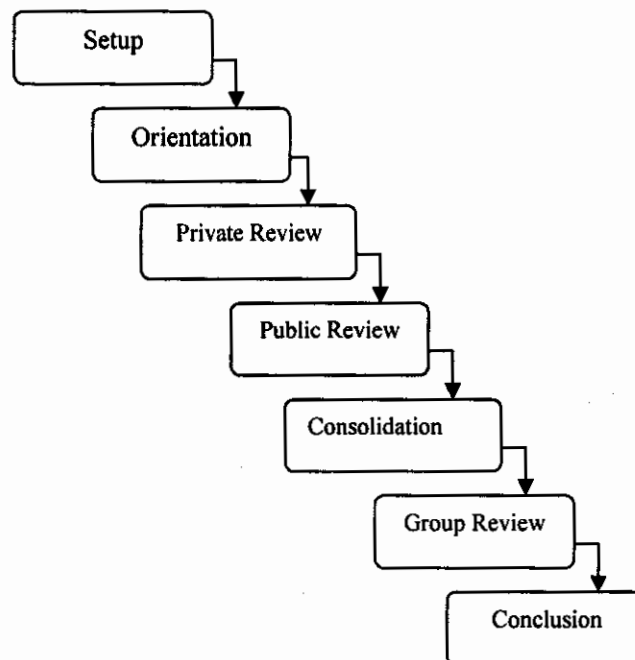 Setup
Orientation
Private Review
Public Review
Consolidation
Group Review
Conclusion